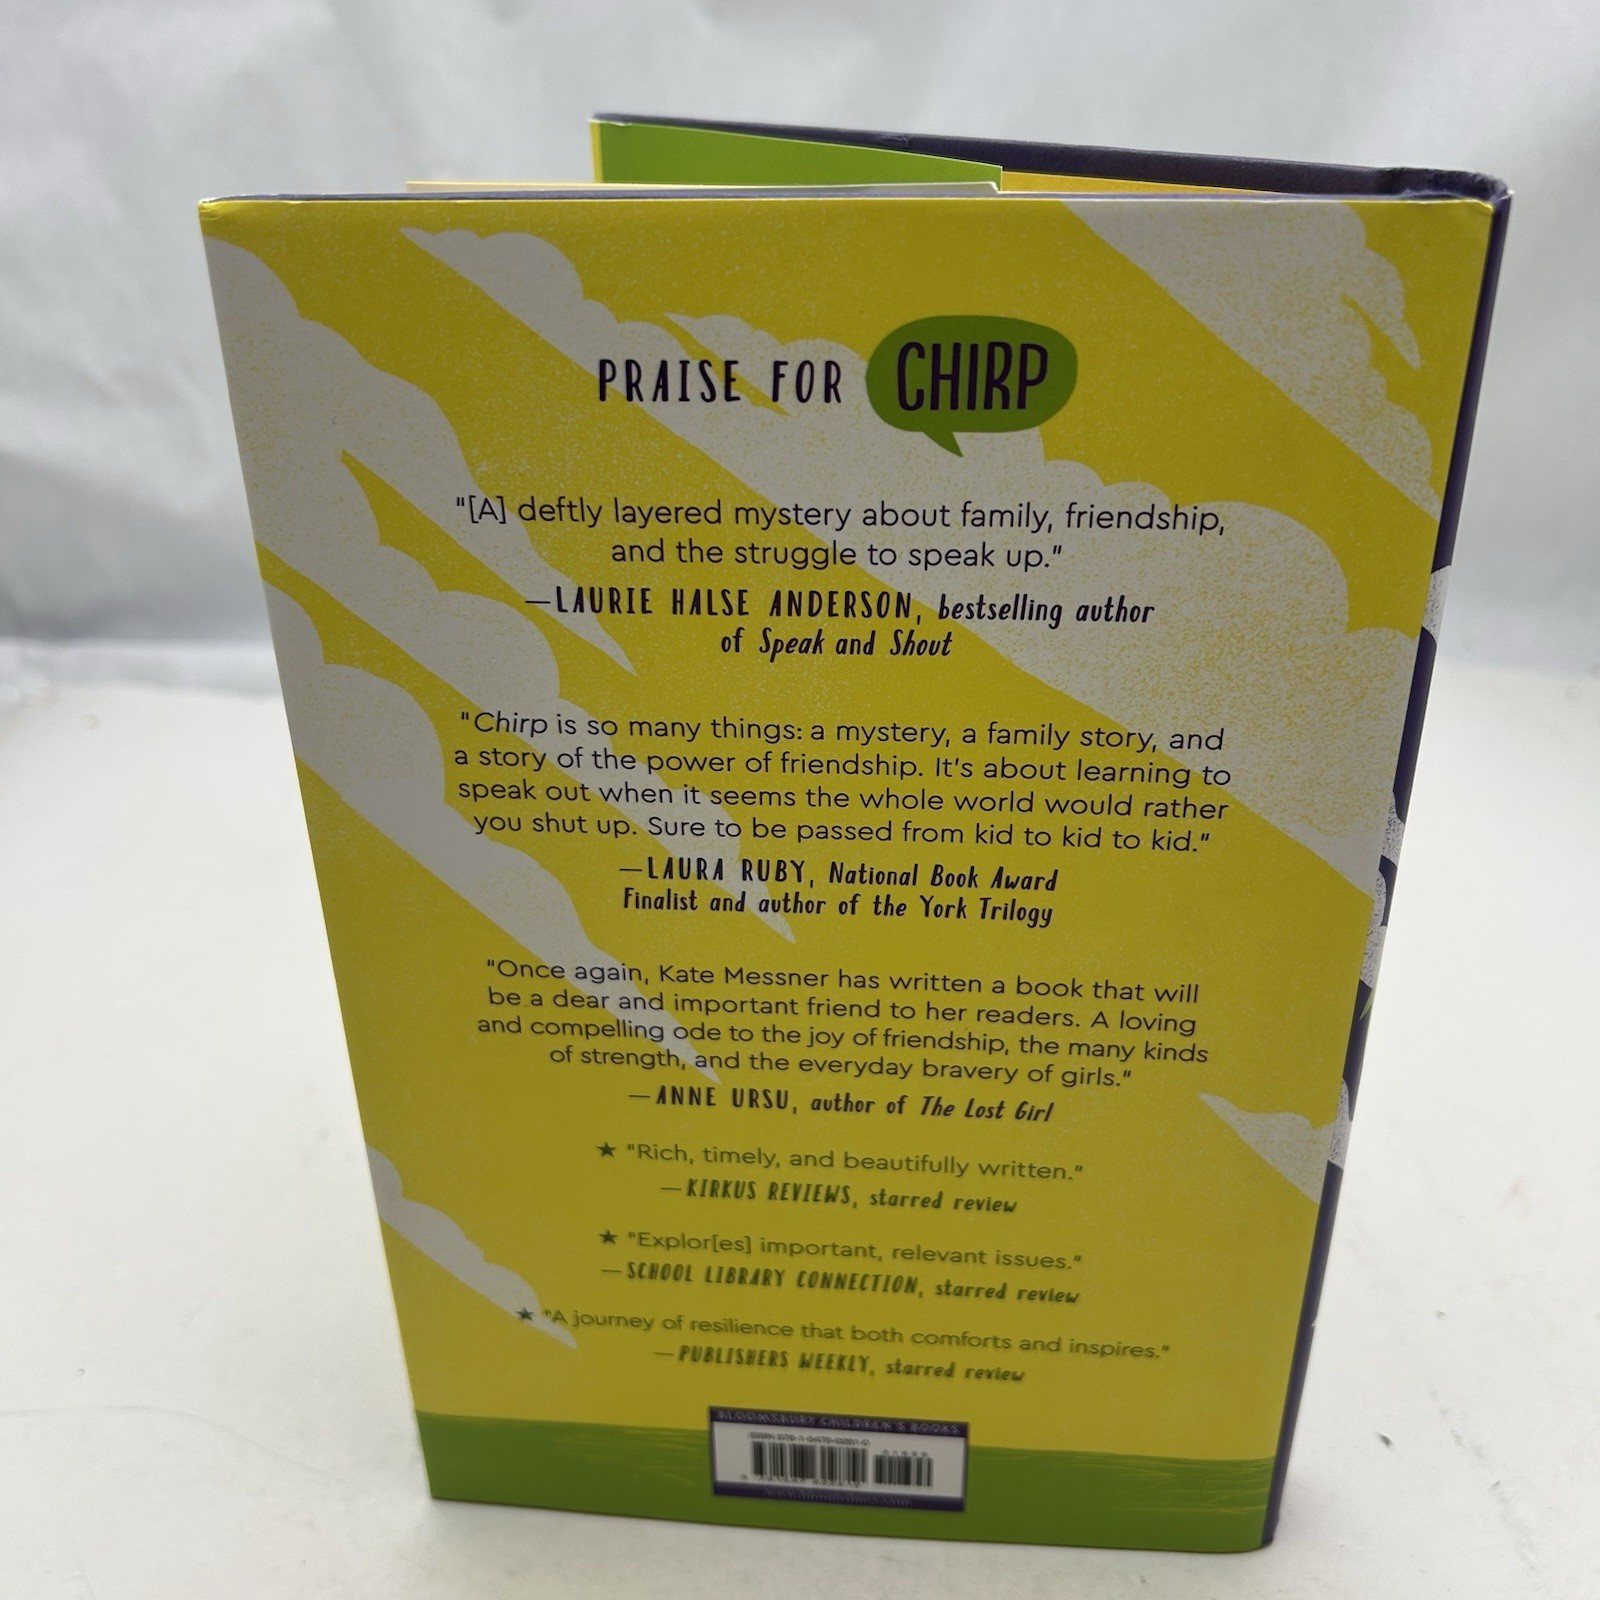 PRAISE FOR CHIRP
"[A] deftly layered mystery about family, friendship,
and the struggle to speak up."
—LAURIE HALSE ANDERSON, bestselling author
of Speak and Shout
"Chirp is so many things: a mystery, a family story, and
a story of the power of friendship. It's about learning to
speak out when it seems the whole world would rather
you shut up. Sure to be passed from kid to kid to kid."
—LAURA RUBY, National Book Award
Finalist and author of the York Trilogy
"Once again, Kate Messner has written a book that will
be a dear and important friend to her readers. A loving
and compelling ode to the joy of friendship, the many kinds
of strength, and the everyday bravery of girls."
—ANNE URSU, author of The Lost Girl
★ "Rich, timely, and beautifully written."
—KIRKUS REVIEWS, starred review
★ "Explor[es] important, relevant issues."
—SCHOOL LIBRARY CONNECTION, starred review
★ "A journey of resilience that both comforts and inspires."
—PUBLISHERS WEEKLY, starred review
BLOOMSBURY CHILDREN'S BOOKS